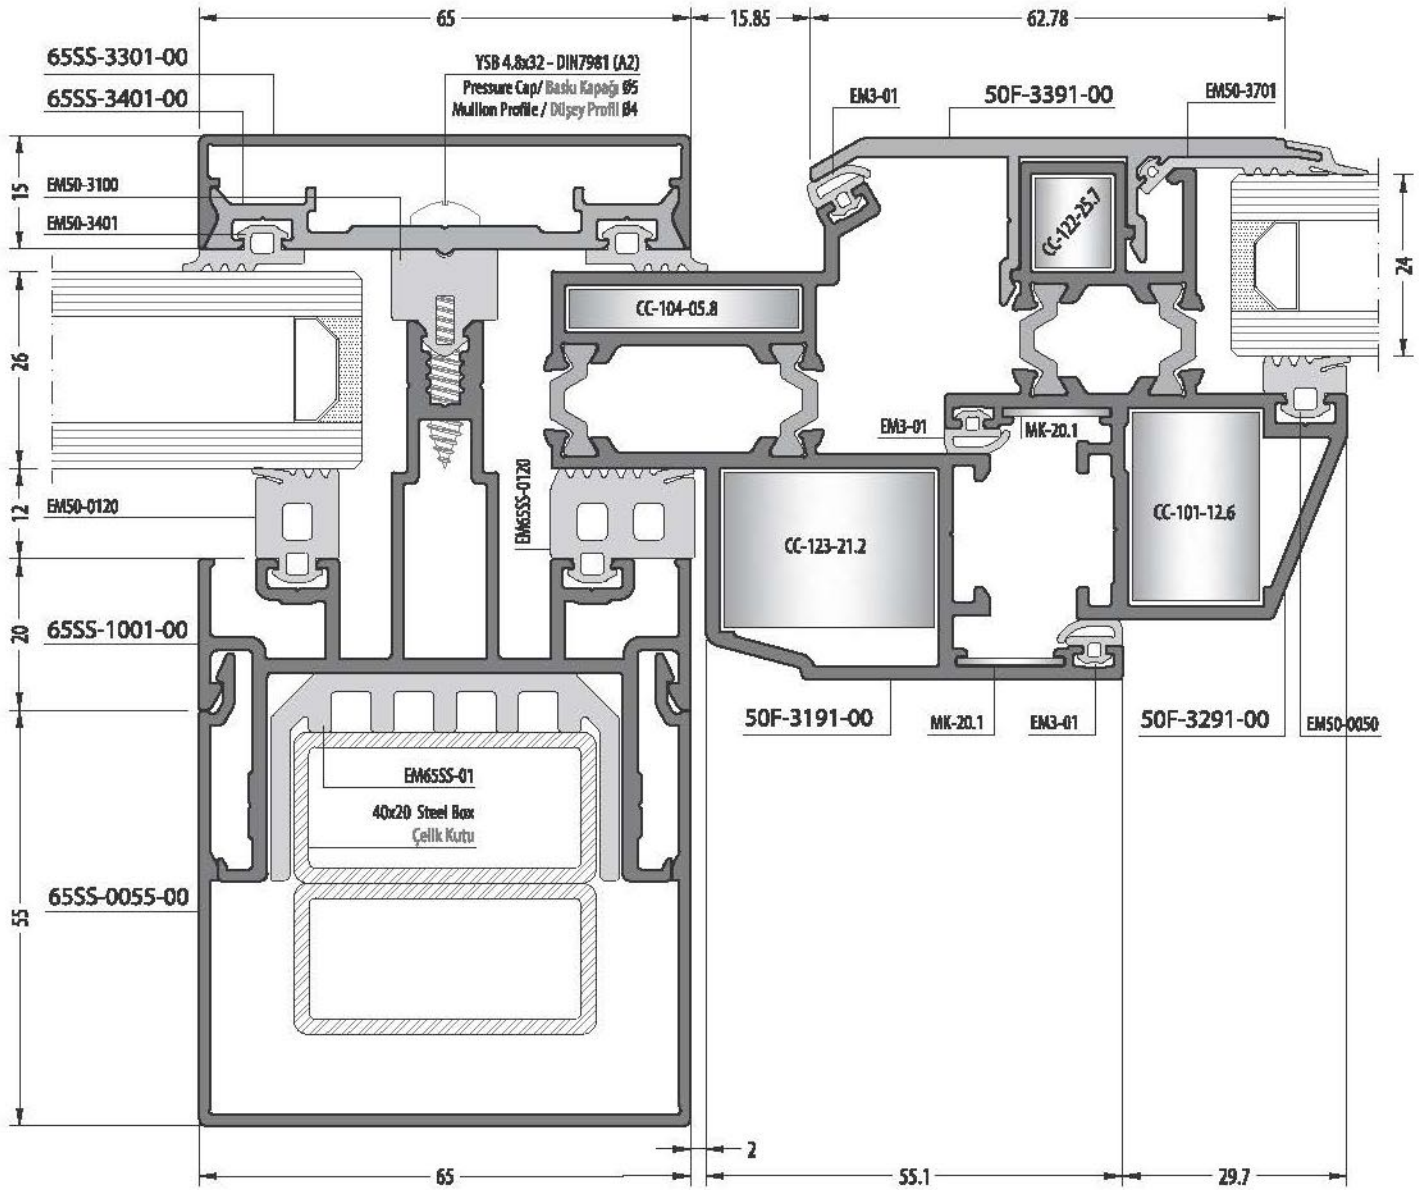 65
15.85
62.78
65SS-3301-00
YSB 4.8x32 - DIN7981 (A2)
Pressure Cap/ Baskı Kapağı Ø5
Mullion Profile / Düşey Profil Ø4
65SS-3401-00
EM3-01
50F-3391-00
EM50-3701
15
EM50-3100
EM50-3401
CC-122-25.7
24
CC-104-05.8
26
EM3-01
MK-20.1
EM50-0120
12
EM65SS-0120
CC-123-21.2
CC-101-12.6
20
65SS-1001-00
50F-3191-00
MK-20.1
EM3-01
50F-3291-00
EM50-0050
EM65SS-01
40x20 Steel Box
Çelik Kutu
65SS-0055-00
55
2
65
55.1
29.7